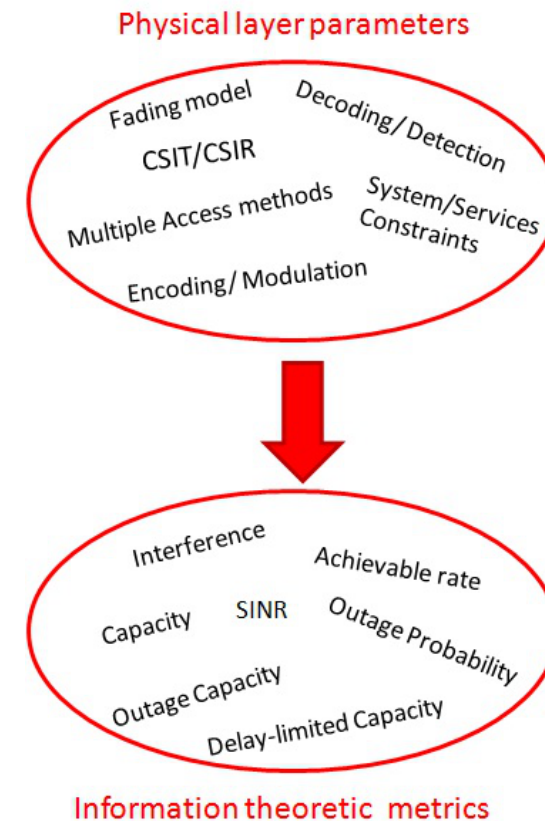 Physical layer parameters
Fading model
Decoding/Detection
CSIT/CSIR
Multiple Access methods
System/Services
Constraints
Encoding/ Modulation
Interference
Achievable rate
Capacity
SINR
Outage Probability
Outage Capacity
Delay-limited Capacity
Information theoretic metrics